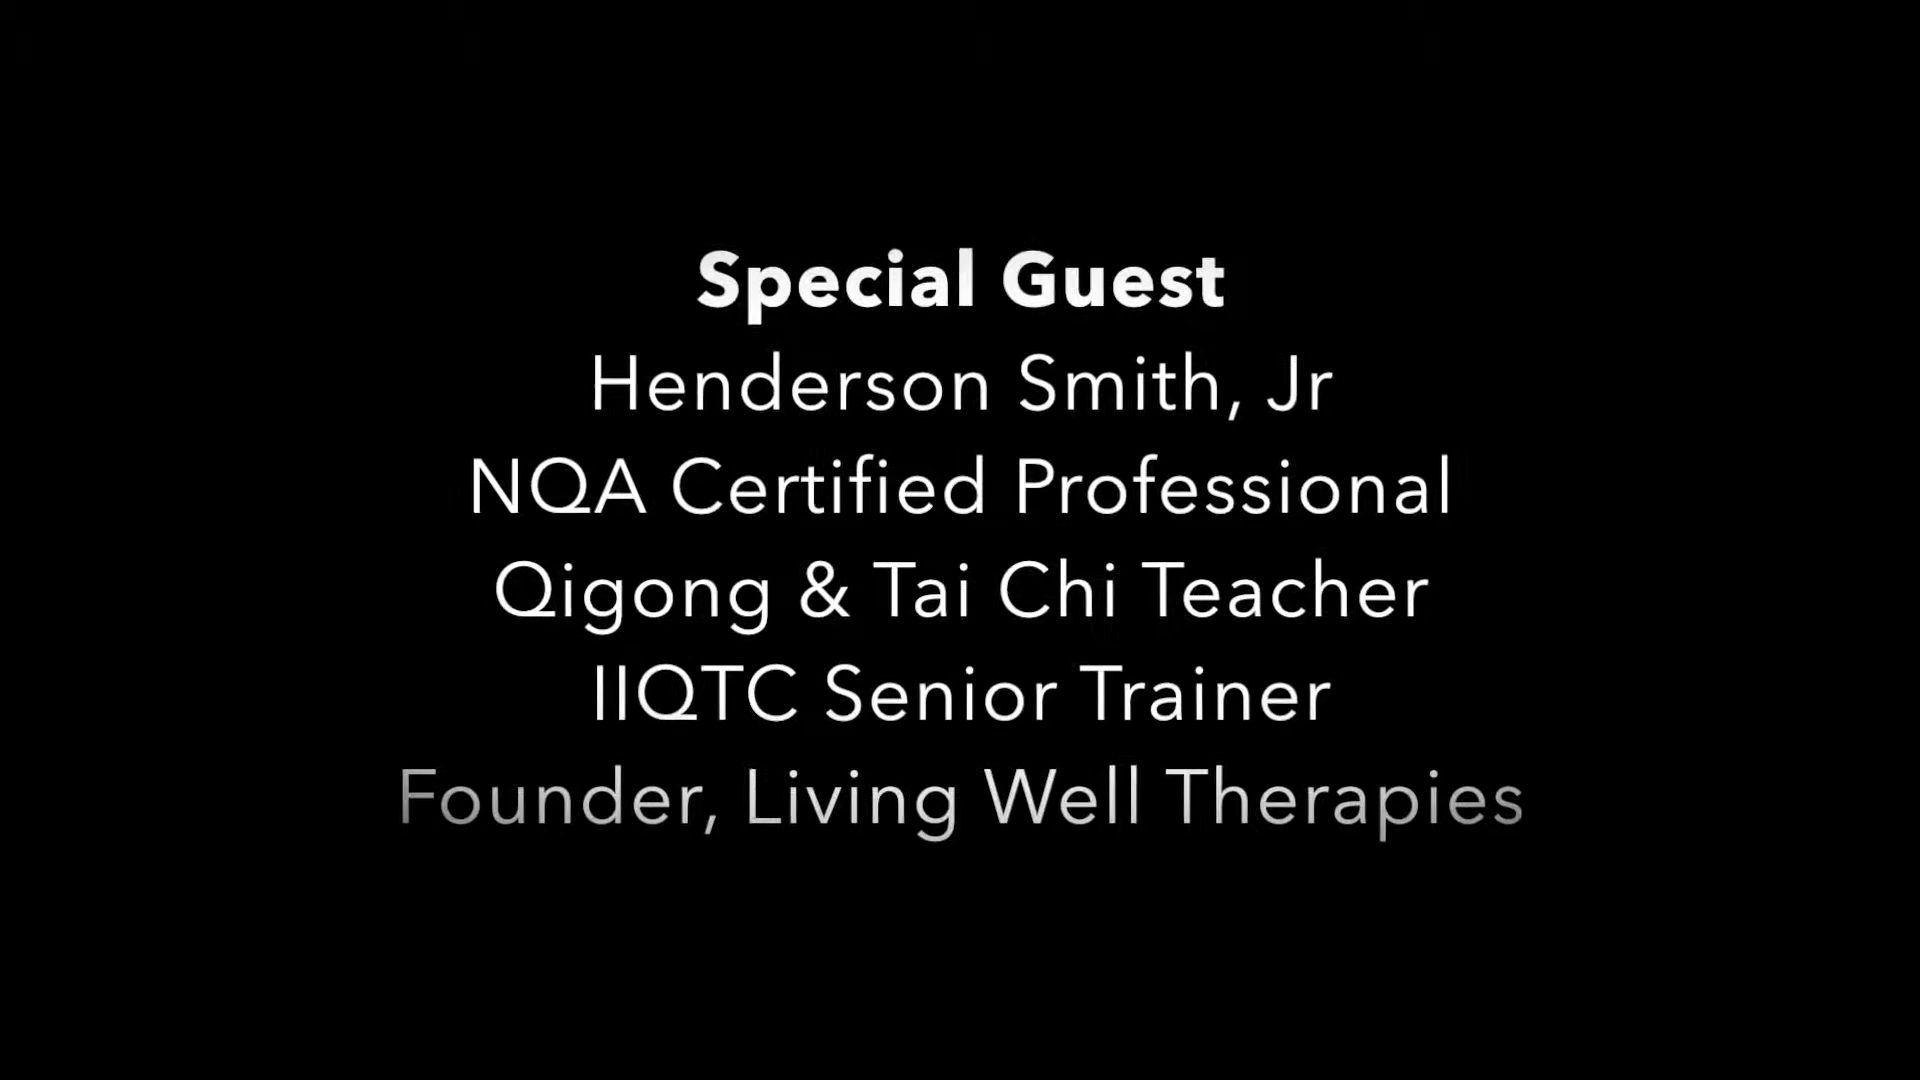 Special Guest
Henderson Smith, Jr
NQA Certified Professional
Qigong & Tai Chi Teacher
IIQTC Senior Trainer
Founder, Living Well Therapies